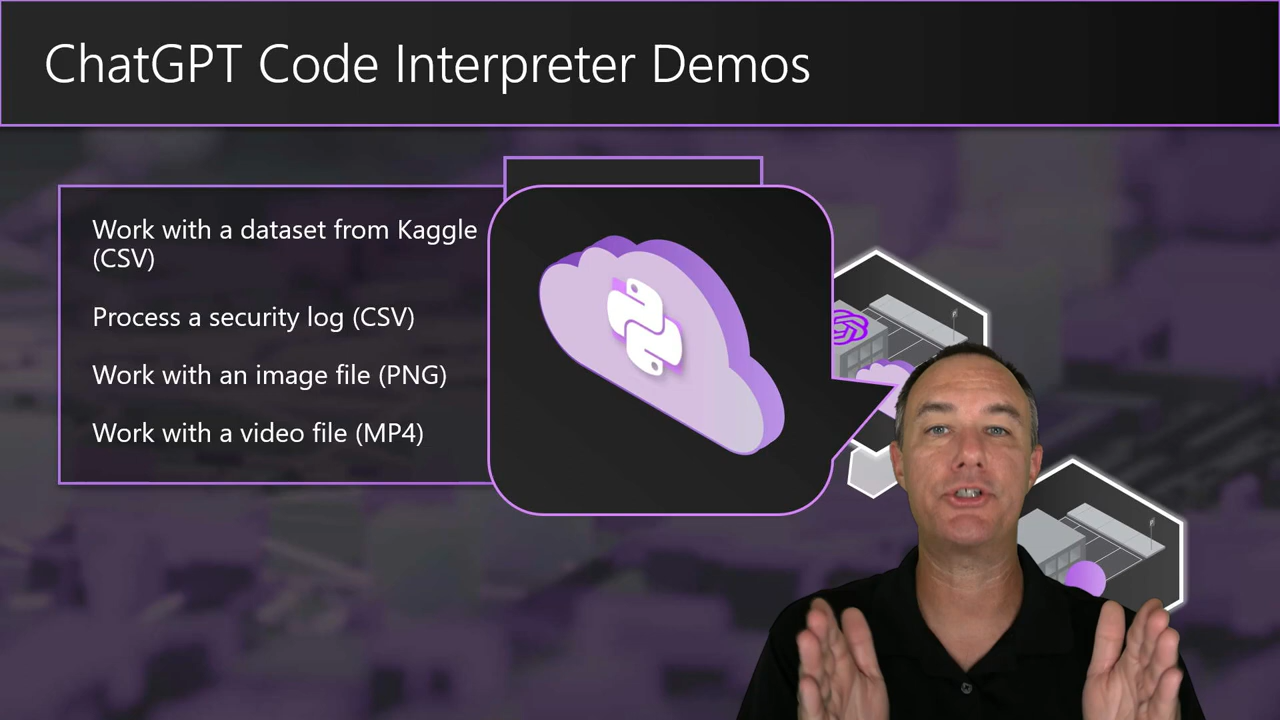 ChatGPT Code Interpreter Demos
Work with a dataset from Kaggle
(CSV)
Process a security log (CSV)
Work with an image file (PNG)
Work with a video file (MP4)